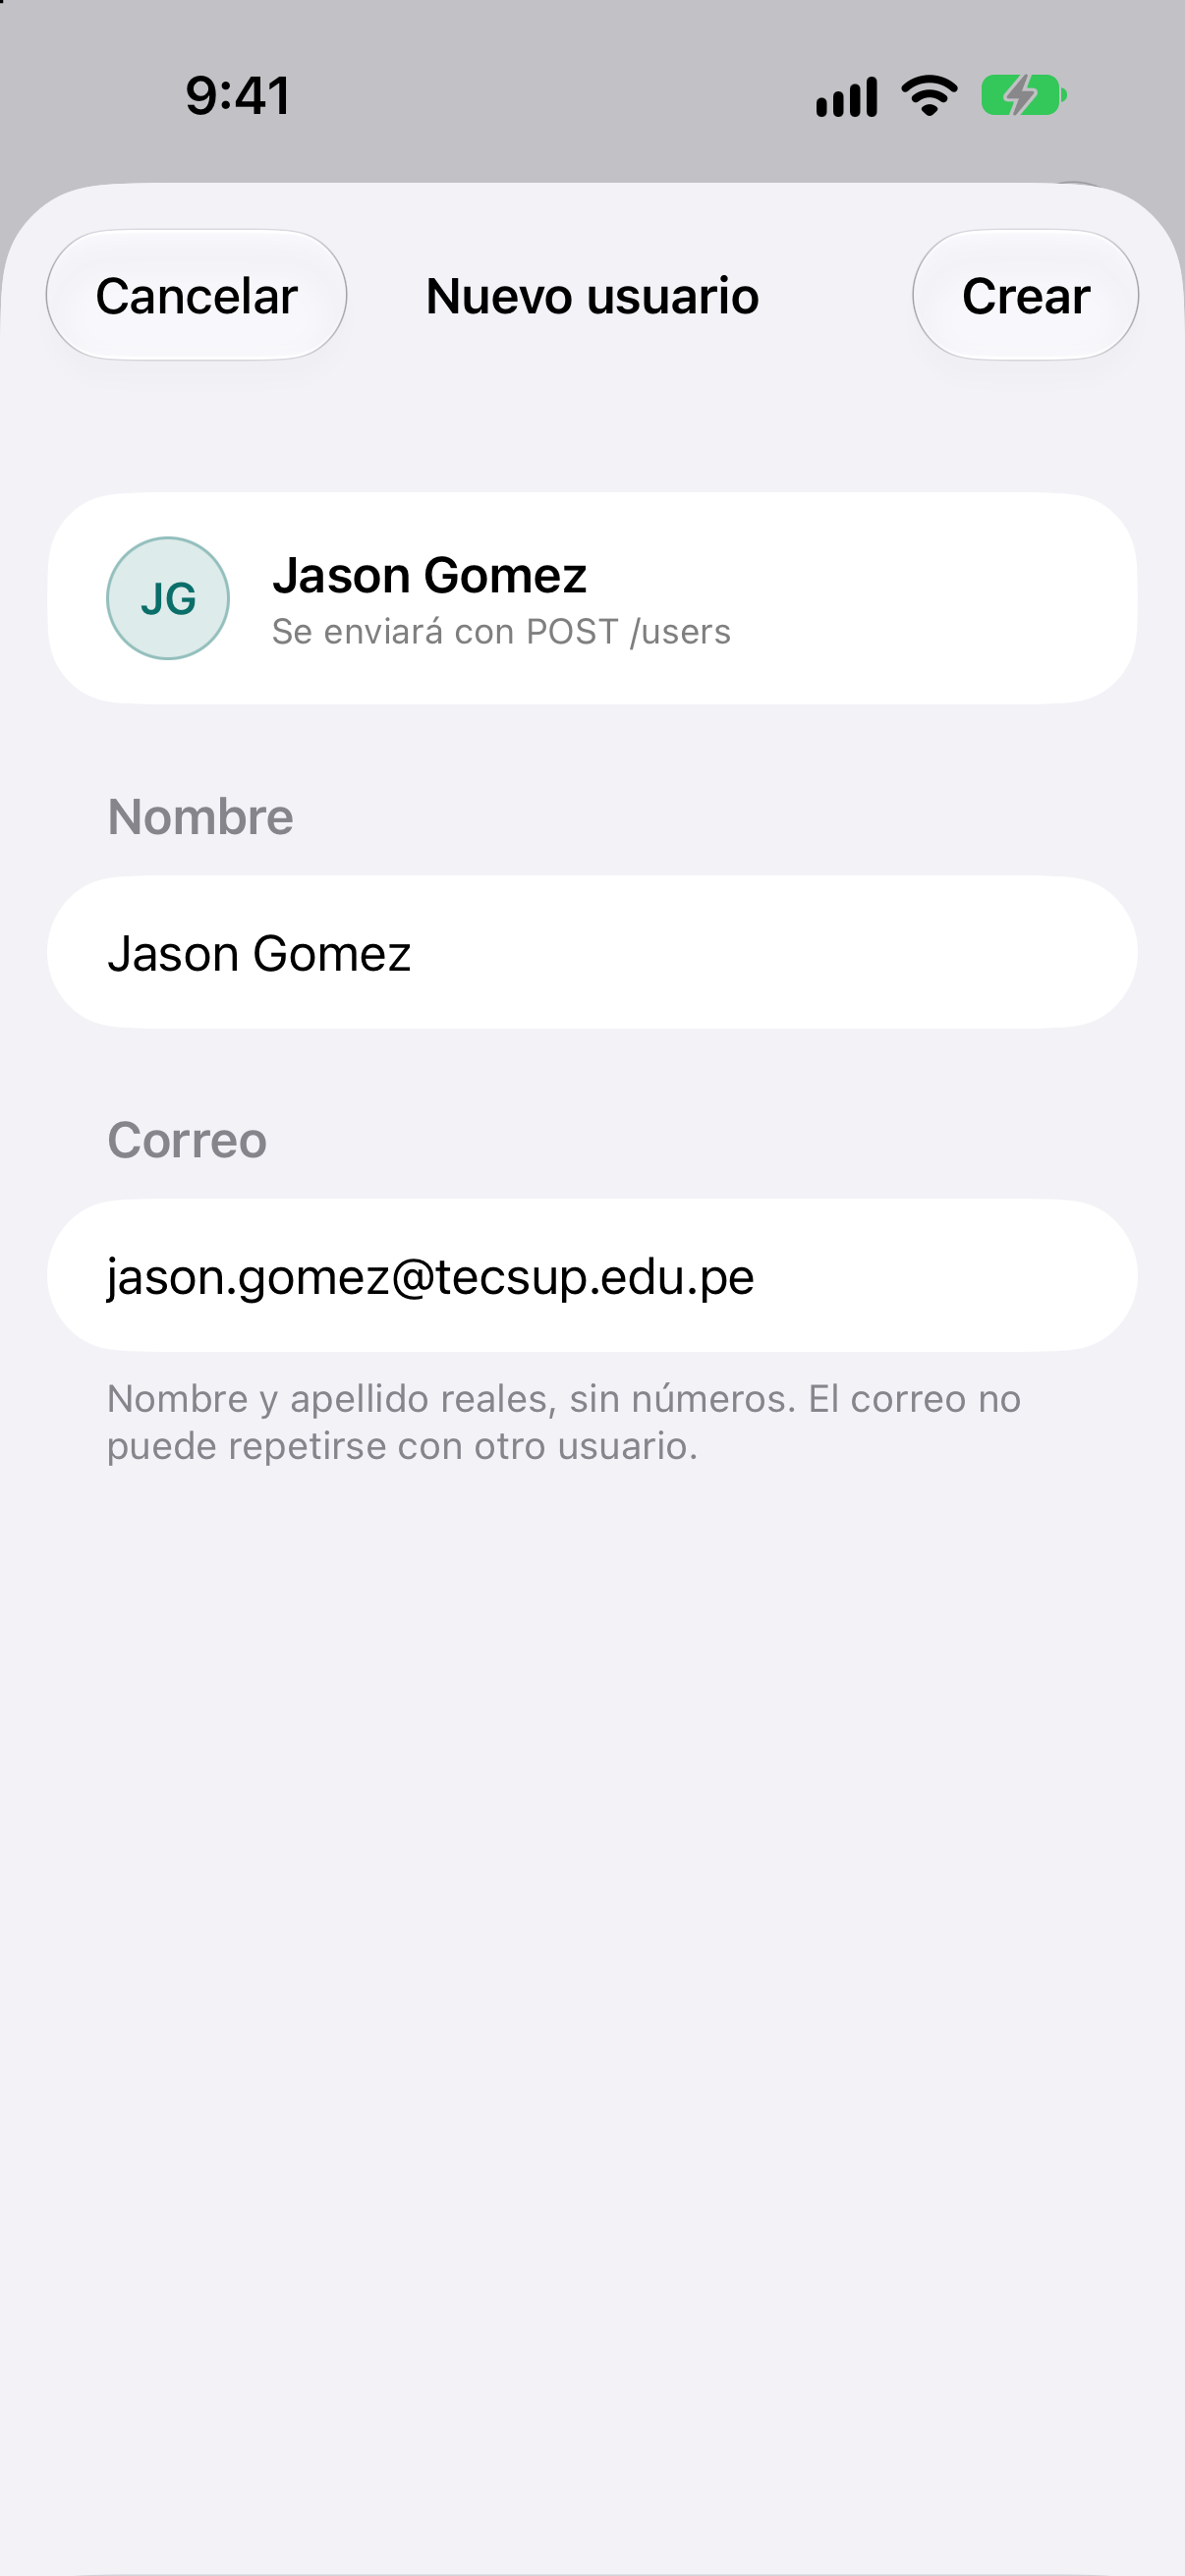 9:41
Cancelar
Nuevo usuario
Crear
JG
Jason Gomez
Se enviará con POST /users
Nombre
Jason Gomez
Correo
jason.gomez@tecsup.edu.pe
Nombre y apellido reales, sin números. El correo no
puede repetirse con otro usuario.